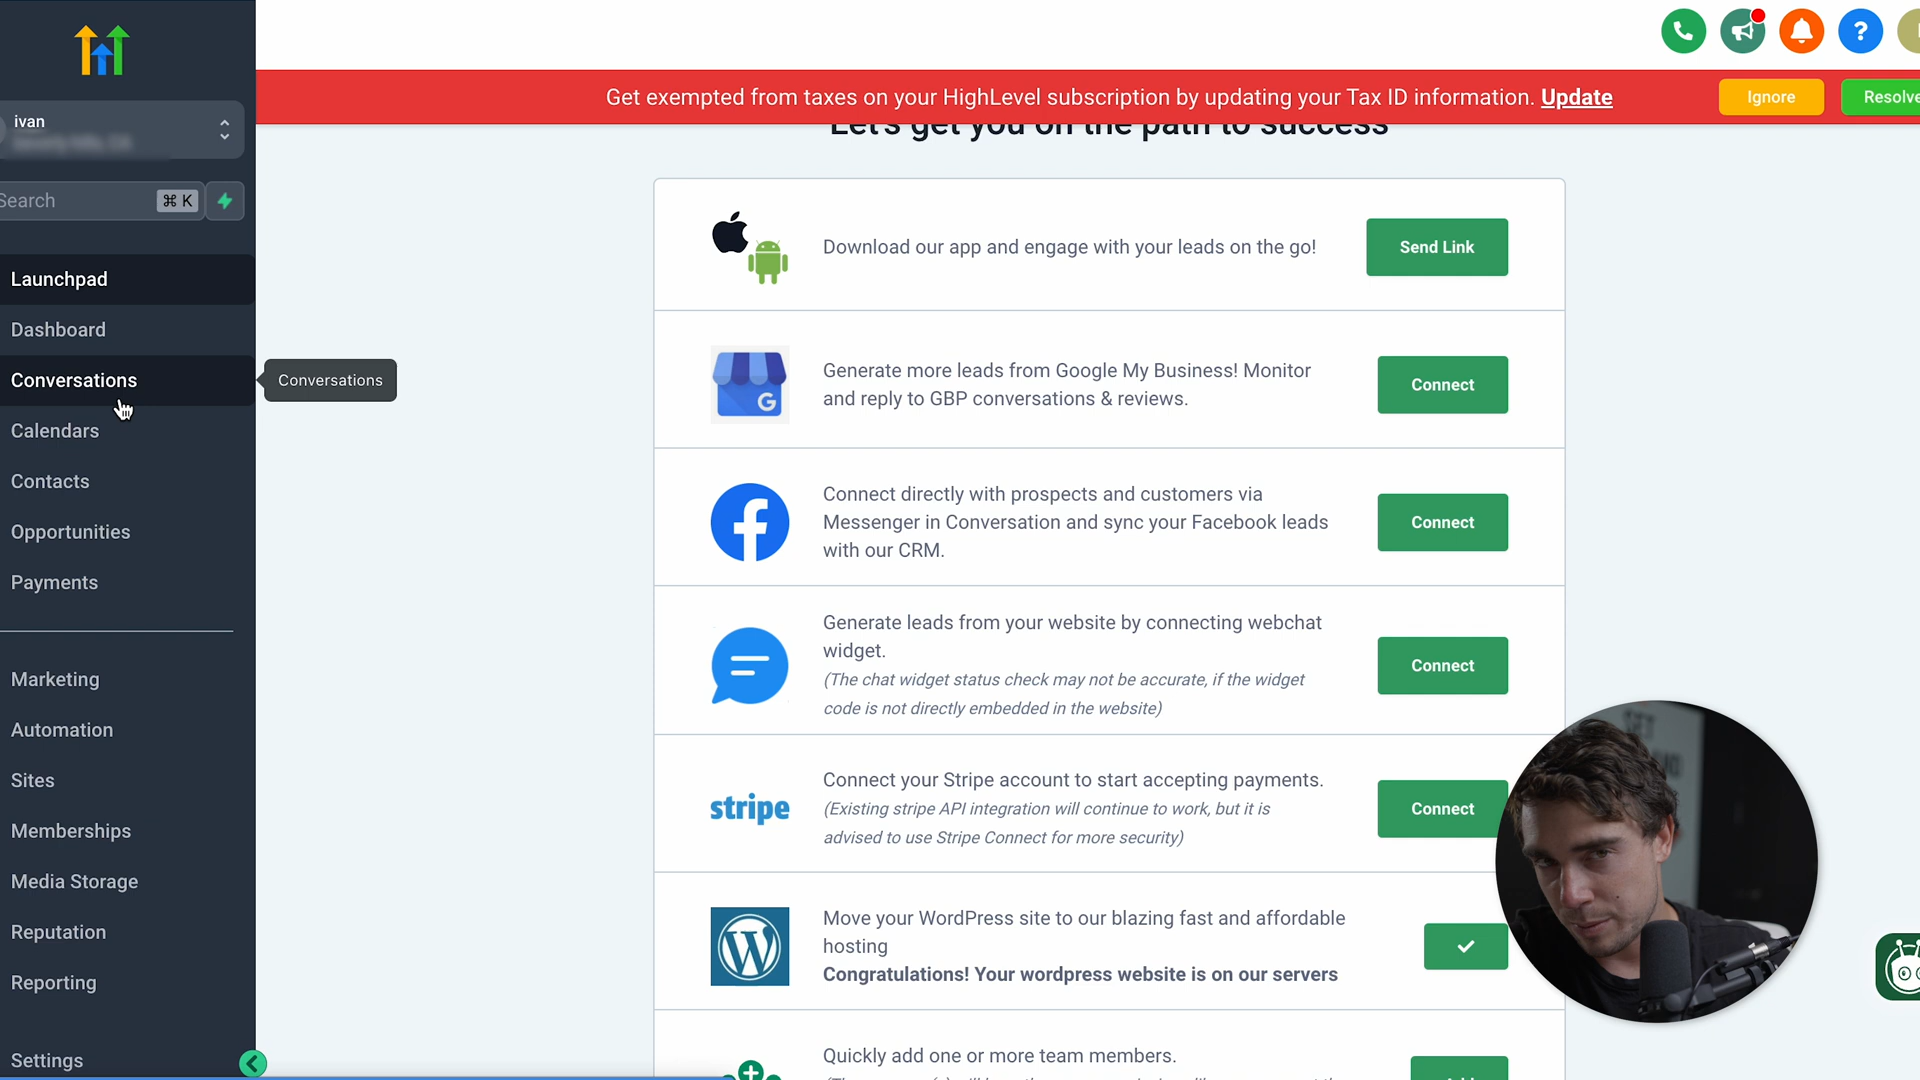 Get exempted from taxes on your HighLevel subscription by updating your Tax ID information. Update
Ignore
Resolve
ivan
Search
⌘ K
Launchpad
Dashboard
Conversations
Calendars
Contacts
Opportunities
Payments
Marketing
Automation
Sites
Memberships
Media Storage
Reputation
Reporting
Settings
Conversations
Let's get you on the path to success
Download our app and engage with your leads on the go!
Send Link
Generate more leads from Google My Business! Monitor
and reply to GBP conversations & reviews.
Connect
Connect directly with prospects and customers via
Messenger in Conversation and sync your Facebook leads
with our CRM.
Connect
Generate leads from your website by connecting webchat
widget.
(The chat widget status check may not be accurate, if the widget
code is not directly embedded in the website)
Connect
stripe
Connect your Stripe account to start accepting payments.
(Existing stripe API integration will continue to work, but it is
advised to use Stripe Connect for more security)
Connect
Move your WordPress site to our blazing fast and affordable
hosting
Congratulations! Your wordpress website is on our servers
Quickly add one or more team members.